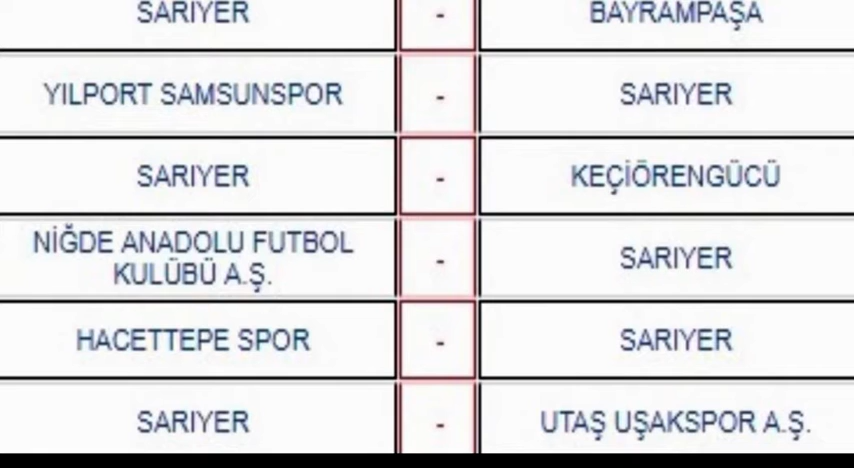 SARIYER - BAYRAMPAŞA
YILPORT SAMSUNSPOR - SARIYER
SARIYER - KEÇİÖRENGÜCÜ
NİĞDE ANADOLU FUTBOL
KULÜBÜ A.Ş. - SARIYER
HACETTEPE SPOR - SARIYER
SARIYER - UTAŞ UŞAKSPOR A.Ş.